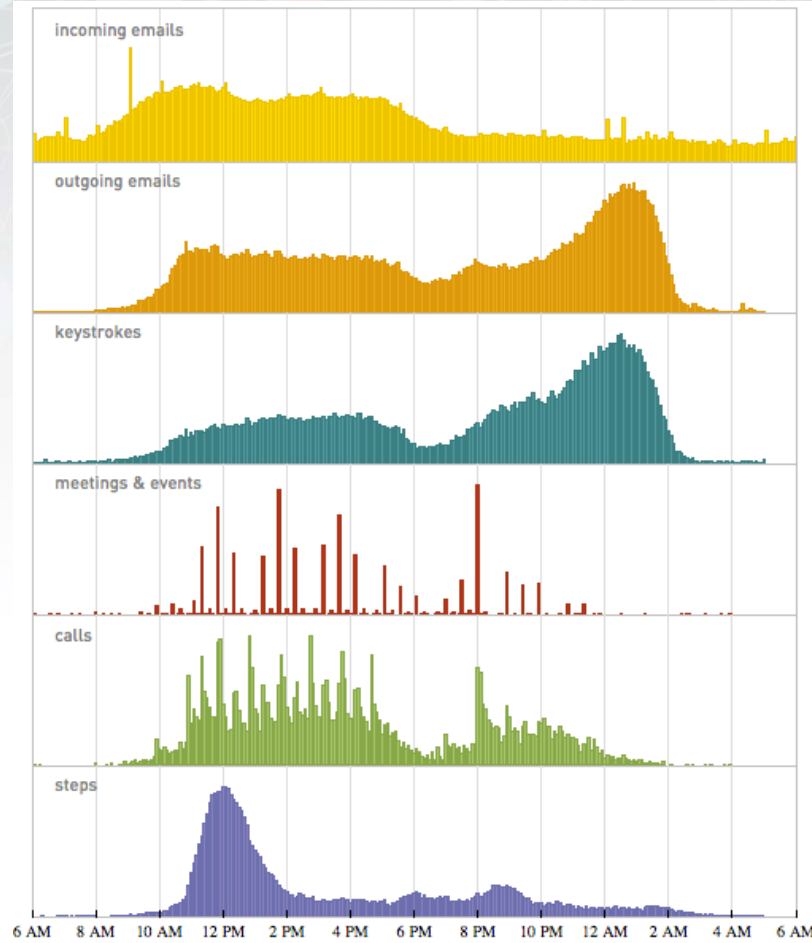 incoming emails
outgoing emails
keystrokes
meetings & events
calls
steps
6 AM 8 AM 10 AM 12 PM 2 PM 4 PM 6 PM 8 PM 10 PM 12 AM 2 AM 4 AM 6 AM